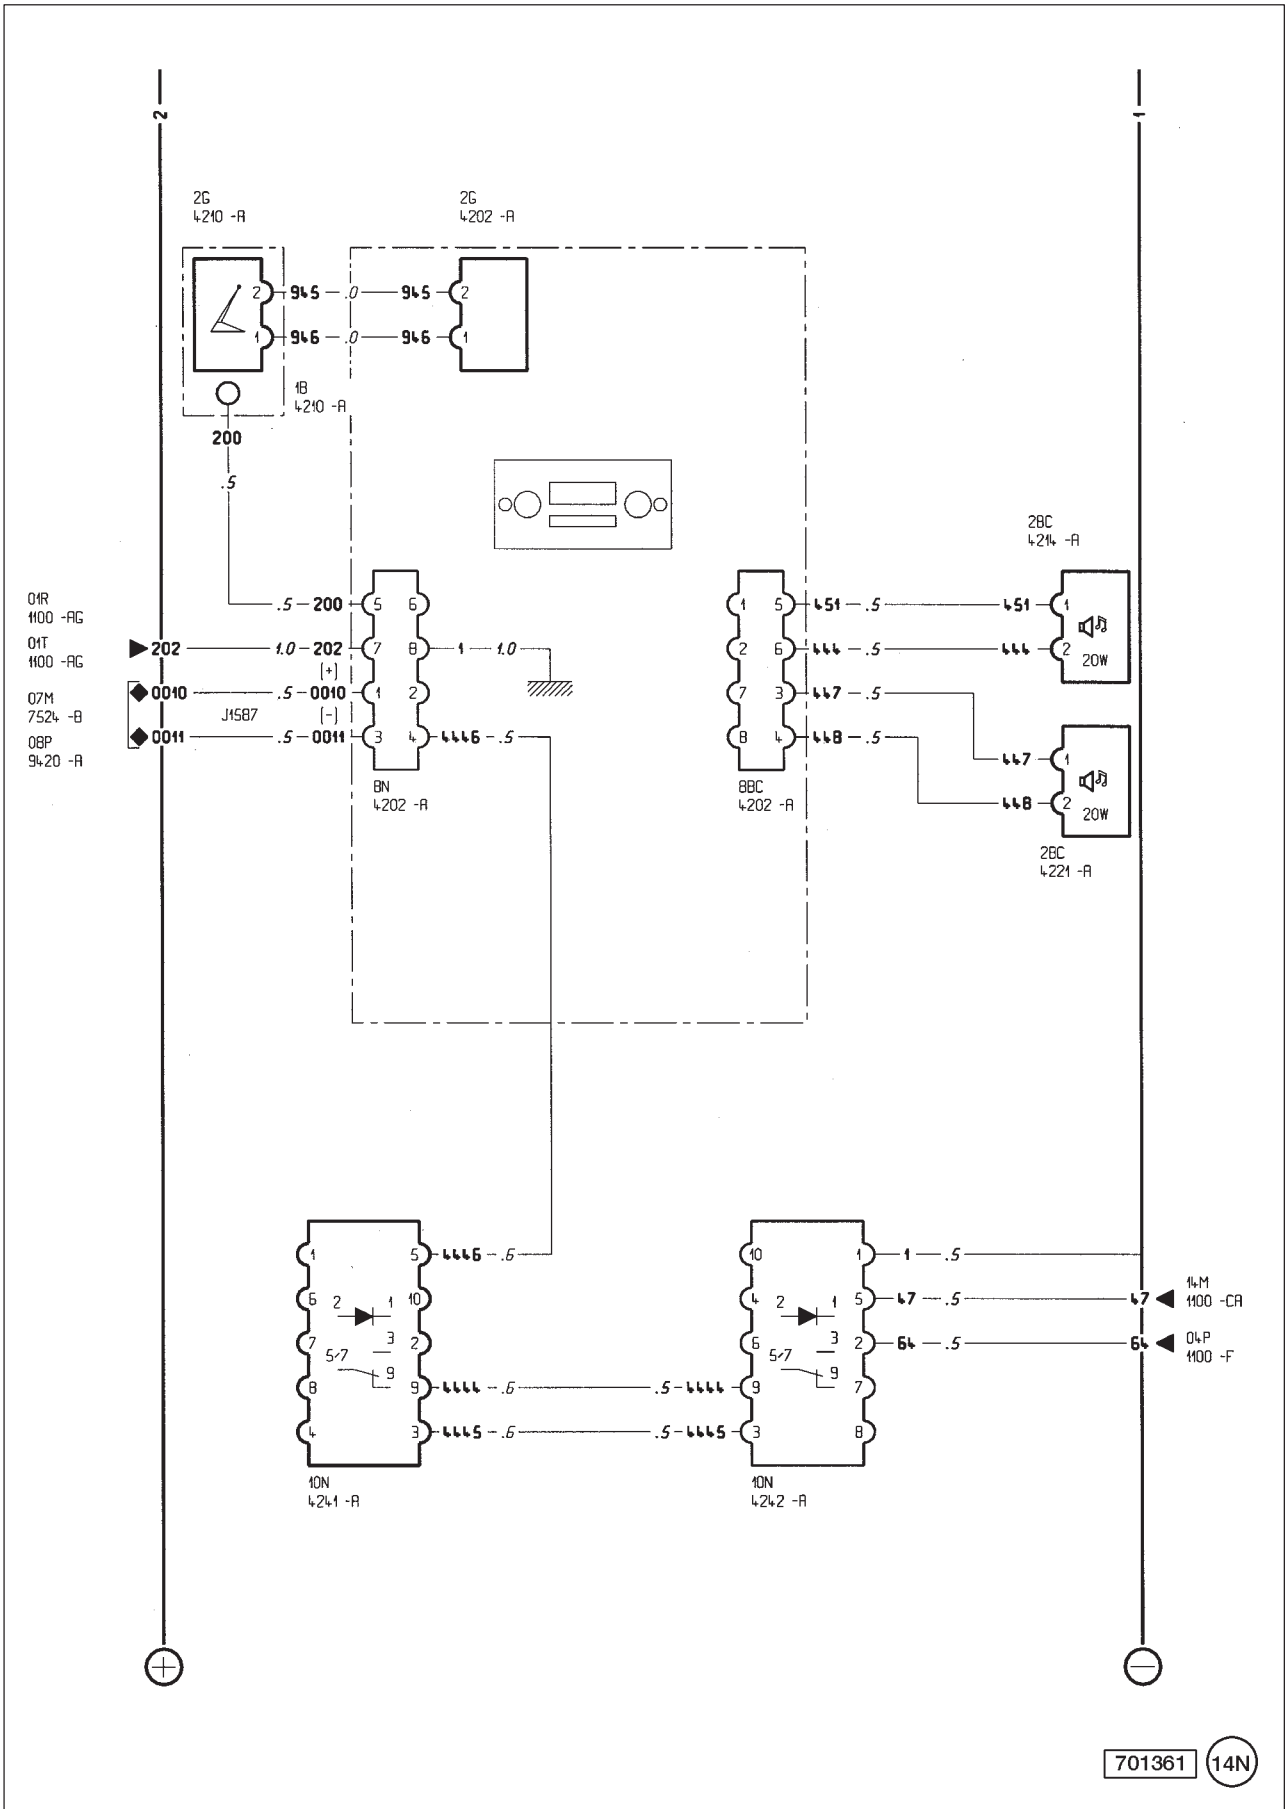 2 1
2G 2G
4210 -A 4202 -A
2 945 .0 945 2
1 946 .0 946 1
1B
4210 -A
200
.5
2BC
4214 -A
01R
1100 -AG
01T
1100 -AG
07M
7524 -B
08P
9420 -A
.5 200 5 6
202 1.0 202 7 8 1 1.0
(+)
0010 .5 0010 1 2
J1587 (-)
0011 .5 0011 3 4 4446 .5
8N
4202 -A
1 5 451 .5 451 1
2 6 444 .5 444 2
20W
7 3 447 .5
8 4 448 .5
447 1
448 2
20W
8BC
4202 -A
2BC
4221 -A
1 5 4446 .6
6 10
7 2
8 9 4444 .6
4 3 4445 .6
2 1
3
5/7 9
10N
4241 -A
10 1 1 .5
4 5 47 .5 47
6 2 64 .5 64
.5 4444 9 7
.5 4445 3 8
2 1
3
5/7 9
10N
4242 -A
14M
1100 -CA
04P
1100 -F
+ −
701361 14N